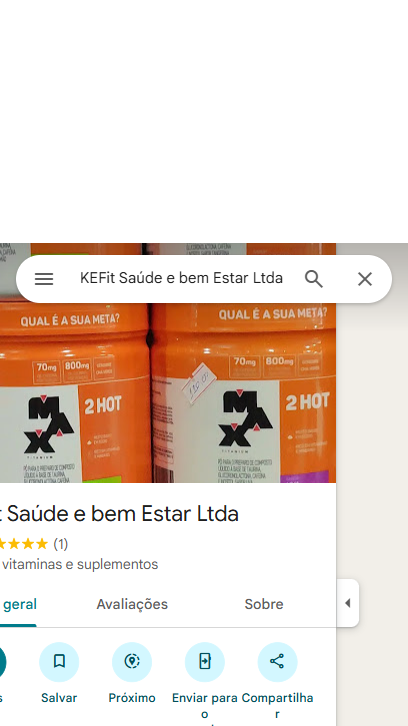 KEFit Saúde e bem Estar Ltda
QUAL É A SUA META?
QUAL É A SUA META?
70mg 800mg
70mg 800mg
MAX
TITANIUM
2 HOT
MAX
TITANIUM
2 HOT
t Saúde e bem Estar Ltda
(1)
vitaminas e suplementos
geral
Avaliações
Sobre
s
Salvar
Próximo
Enviar para
o
Compartilha
r